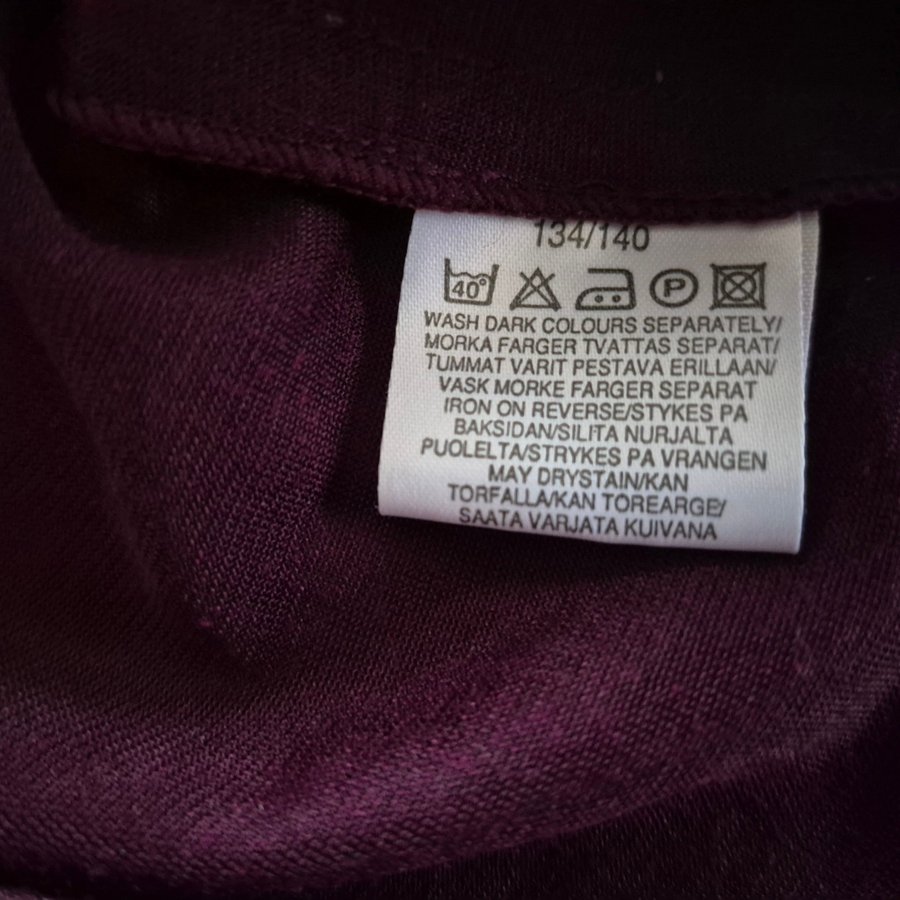 134/140
40° P
WASH DARK COLOURS SEPARATELY/
MORKA FARGER TVATTAS SEPARAT/
TUMMAT VARIT PESTAVA ERILLAAN/
VASK MORKE FARGER SEPARAT
IRON ON REVERSE/STYKES PA
BAKSIDAN/SILITA NURJALTA
PUOLELTA/STRYKES PA VRANGEN
MAY DRYSTAIN/KAN
TORFALLA/KAN TOREARGE/
SAATA VARJATA KUIVANA